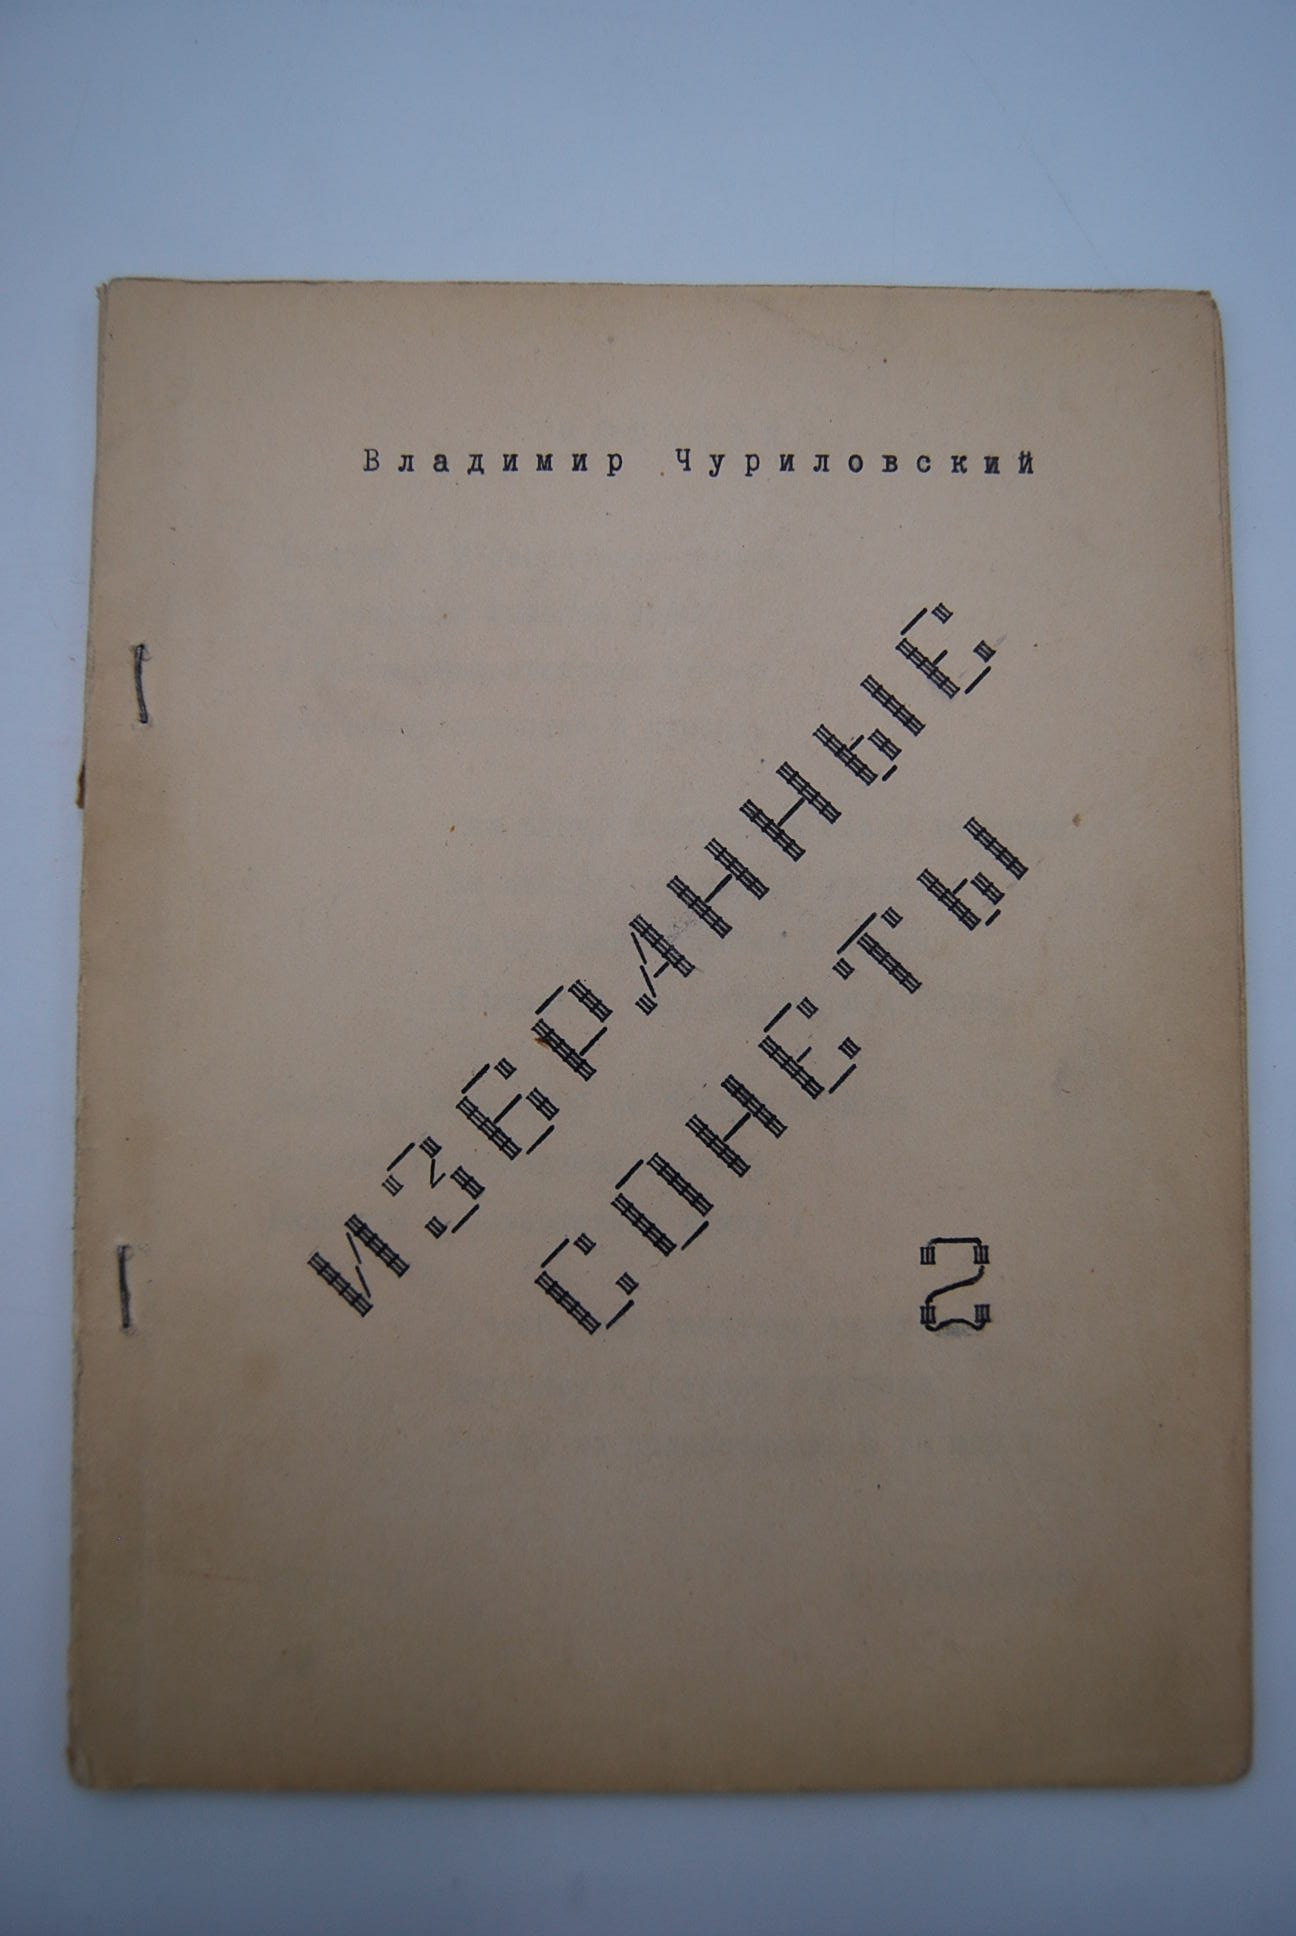 Владимир Чуриловский
ИЗБРАННЫЕ
СОНЕТЫ
2